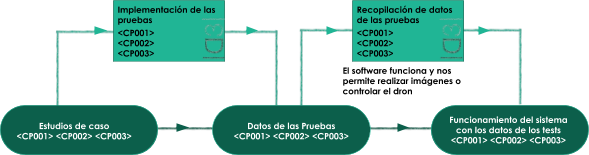 Implementación de las
pruebas
<CP001>
<CP002>
<CP003>
Recopilación de datos
de las pruebas
<CP001>
<CP002>
<CP003>
El software funciona y nos
permite realizar imágenes o
controlar el dron
Estudios de caso
<CP001> <CP002> <CP003>
Datos de las Pruebas
<CP001> <CP002> <CP003>
Funcionamiento del sistema
con los datos de los tests
<CP001> <CP002> <CP003>